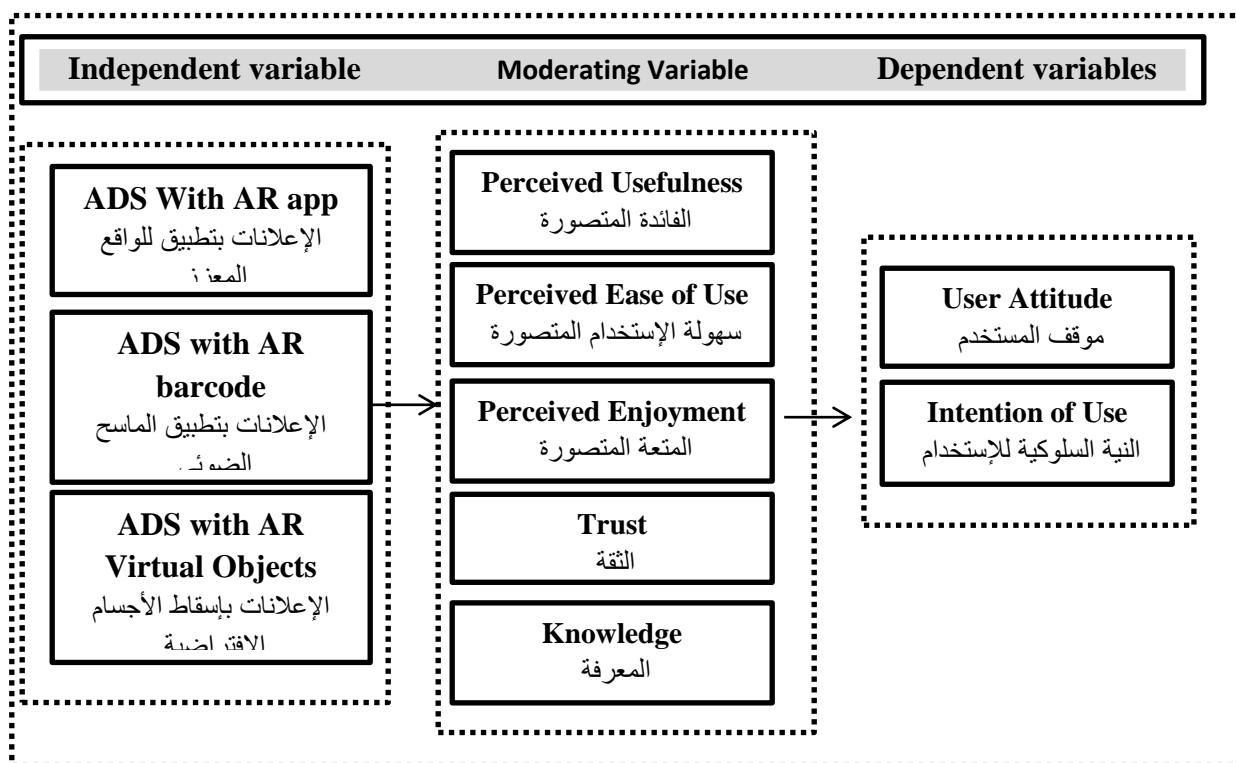 Independent variable
Moderating Variable
Dependent variables
ADS With AR app
الإعلانات بتطبيق للواقع
ADS with AR
barcode
الإعلانات بتطبيق الماسح
ADS with AR
Virtual Objects
الإعلانات بإسقاط الأجسام
Perceived Usefulness
الفائدة المتصورة
Perceived Ease of Use
سهولة الإستخدام المتصورة
Perceived Enjoyment
المتعة المتصورة
Trust
الثقة
Knowledge
المعرفة
User Attitude
موقف المستخدم
Intention of Use
النية السلوكية للإستخدام